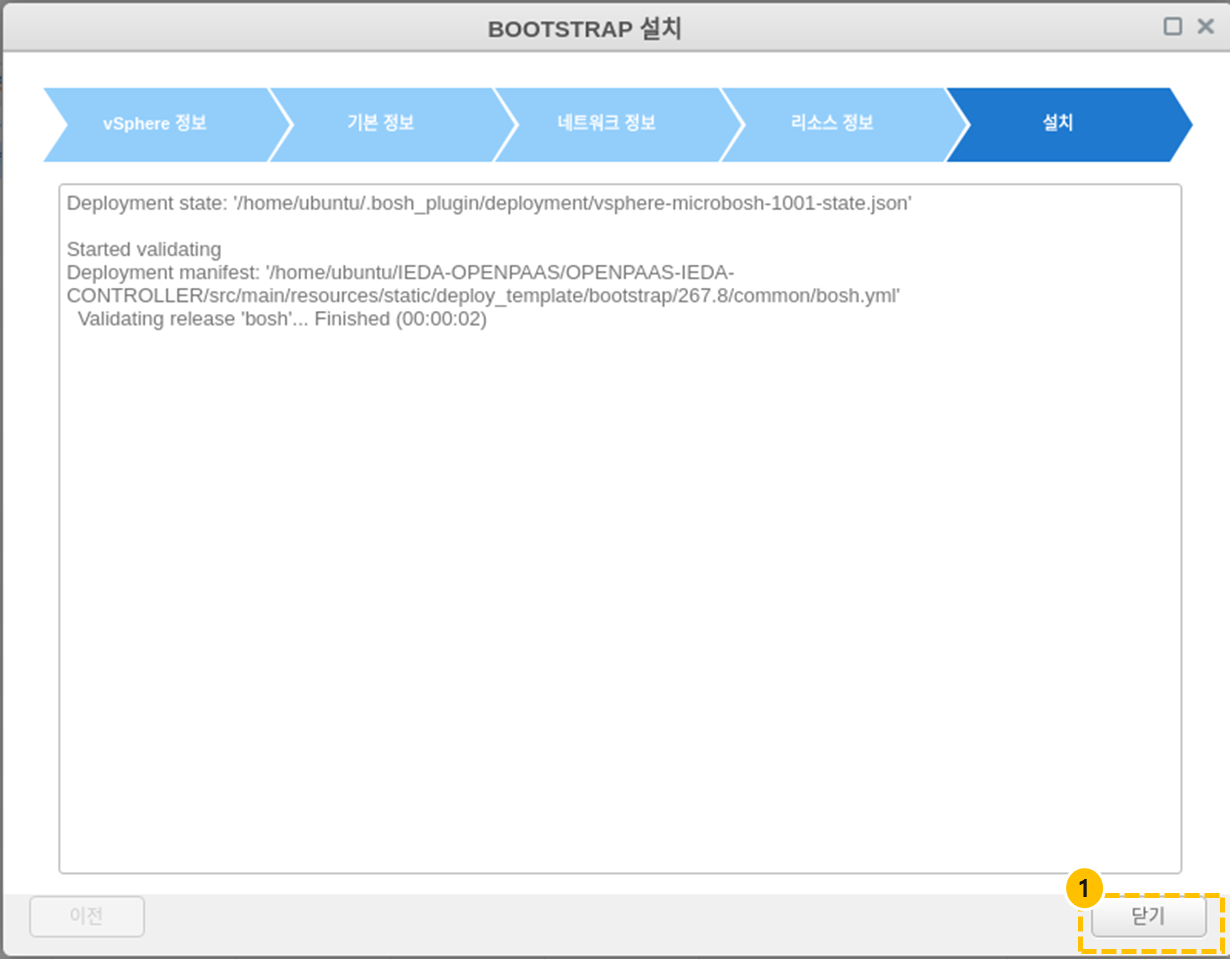 BOOTSTRAP 설치
vSphere 정보
기본 정보
네트워크 정보
리소스 정보
설치
Deployment state: '/home/ubuntu/.bosh_plugin/deployment/vsphere-microbosh-1001-state.json'
Started validating
Deployment manifest: '/home/ubuntu/IEDA-OPENPAAS/OPENPAAS-IEDA-
CONTROLLER/src/main/resources/static/deploy_template/bootstrap/267.8/common/bosh.yml'
Validating release 'bosh'... Finished (00:00:02)
1
이전
닫기